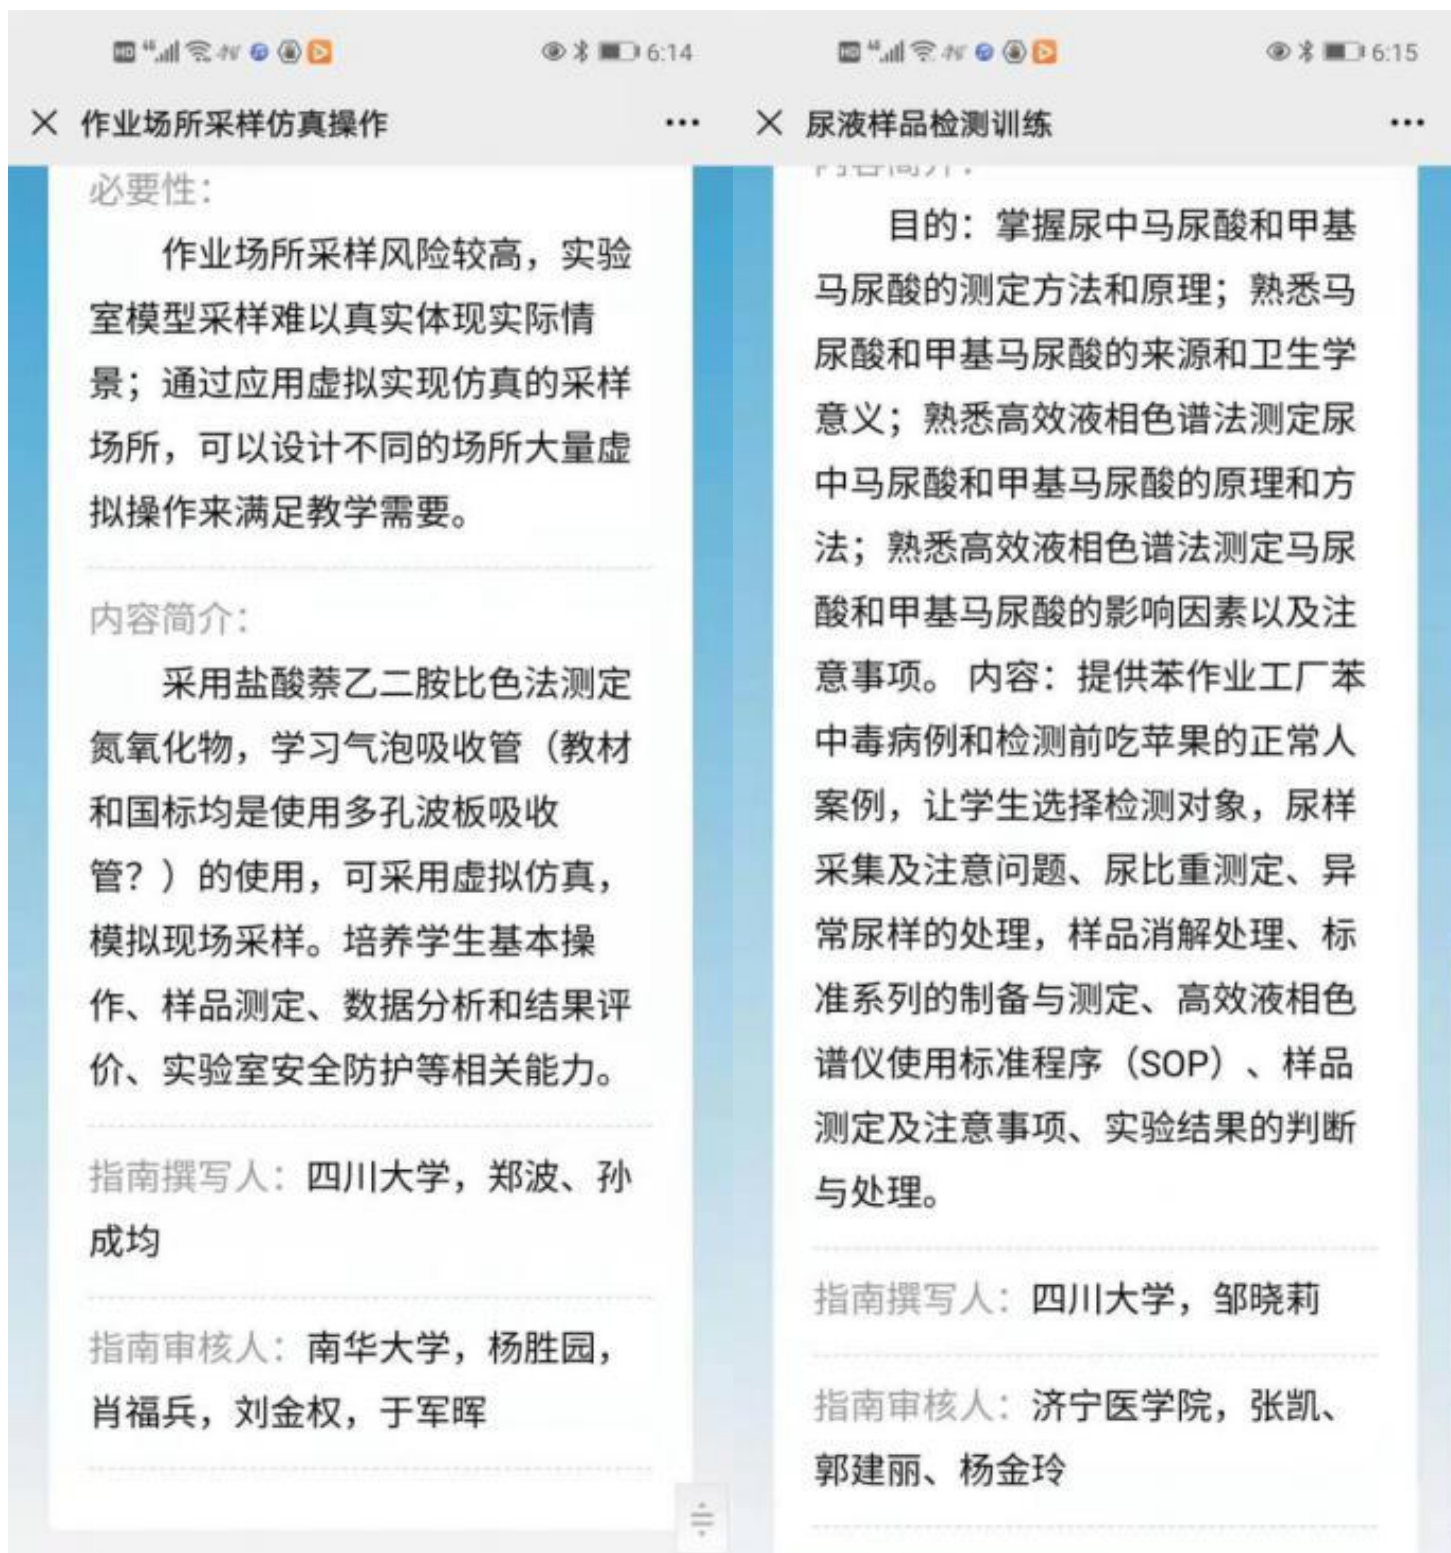 6:14
作业场所采样仿真操作
必要性：
作业场所采样风险较高，实验
室模型采样难以真实体现实际情
景；通过应用虚拟实现仿真的采样
场所，可以设计不同的场所大量虚
拟操作来满足教学需要。
内容简介：
采用盐酸萘乙二胺比色法测定
氮氧化物，学习气泡吸收管（教材
和国标均是使用多孔波板吸收
管？）的使用，可采用虚拟仿真，
模拟现场采样。培养学生基本操
作、样品测定、数据分析和结果评
价、实验室安全防护等相关能力。
指南撰写人：四川大学，郑波、孙
成均
指南审核人：南华大学，杨胜园，
肖福兵，刘金权，于军晖
6:15
尿液样品检测训练
内容简介：
目的：掌握尿中马尿酸和甲基
马尿酸的测定方法和原理；熟悉马
尿酸和甲基马尿酸的来源和卫生学
意义；熟悉高效液相色谱法测定尿
中马尿酸和甲基马尿酸的原理和方
法；熟悉高效液相色谱法测定马尿
酸和甲基马尿酸的影响因素以及注
意事项。 内容：提供苯作业工厂苯
中毒病例和检测前吃苹果的正常人
案例，让学生选择检测对象，尿样
采集及注意问题、尿比重测定、异
常尿样的处理，样品消解处理、标
准系列的制备与测定、高效液相色
谱仪使用标准程序（SOP）、样品
测定及注意事项、实验结果的判断
与处理。
指南撰写人：四川大学，邹晓莉
指南审核人：济宁医学院，张凯、
郭建丽、杨金玲